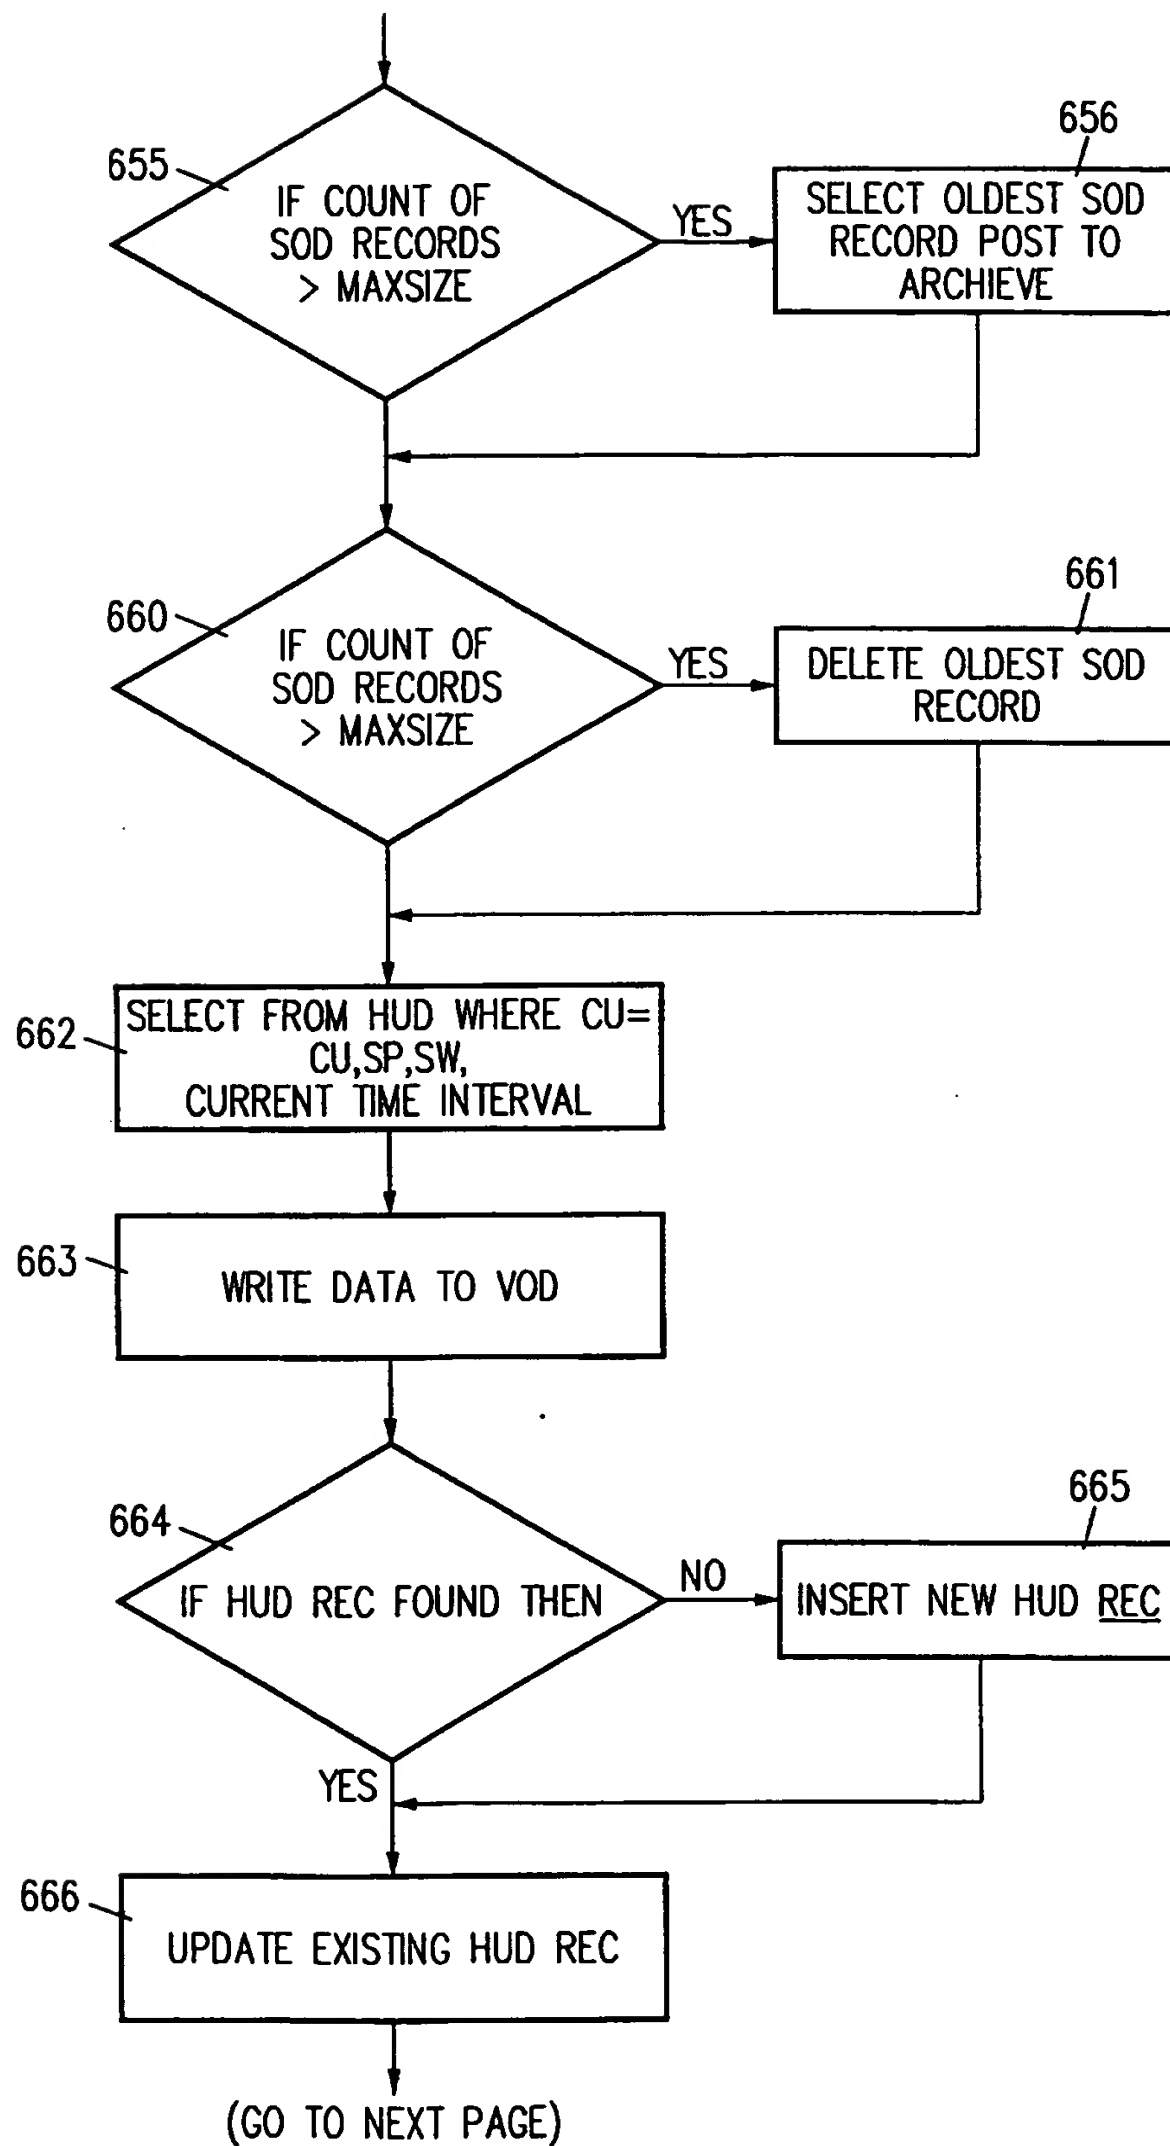 655
IF COUNT OF
SOD RECORDS
> MAXSIZE
YES
656
SELECT OLDEST SOD
RECORD POST TO
ARCHIEVE
660
IF COUNT OF
SOD RECORDS
> MAXSIZE
YES
661
DELETE OLDEST SOD
RECORD
662
SELECT FROM HUD WHERE CU=
CU,SP,SW,
CURRENT TIME INTERVAL
663
WRITE DATA TO VOD
664
IF HUD REC FOUND THEN
NO
665
INSERT NEW HUD REC
YES
666
UPDATE EXISTING HUD REC
(GO TO NEXT PAGE)